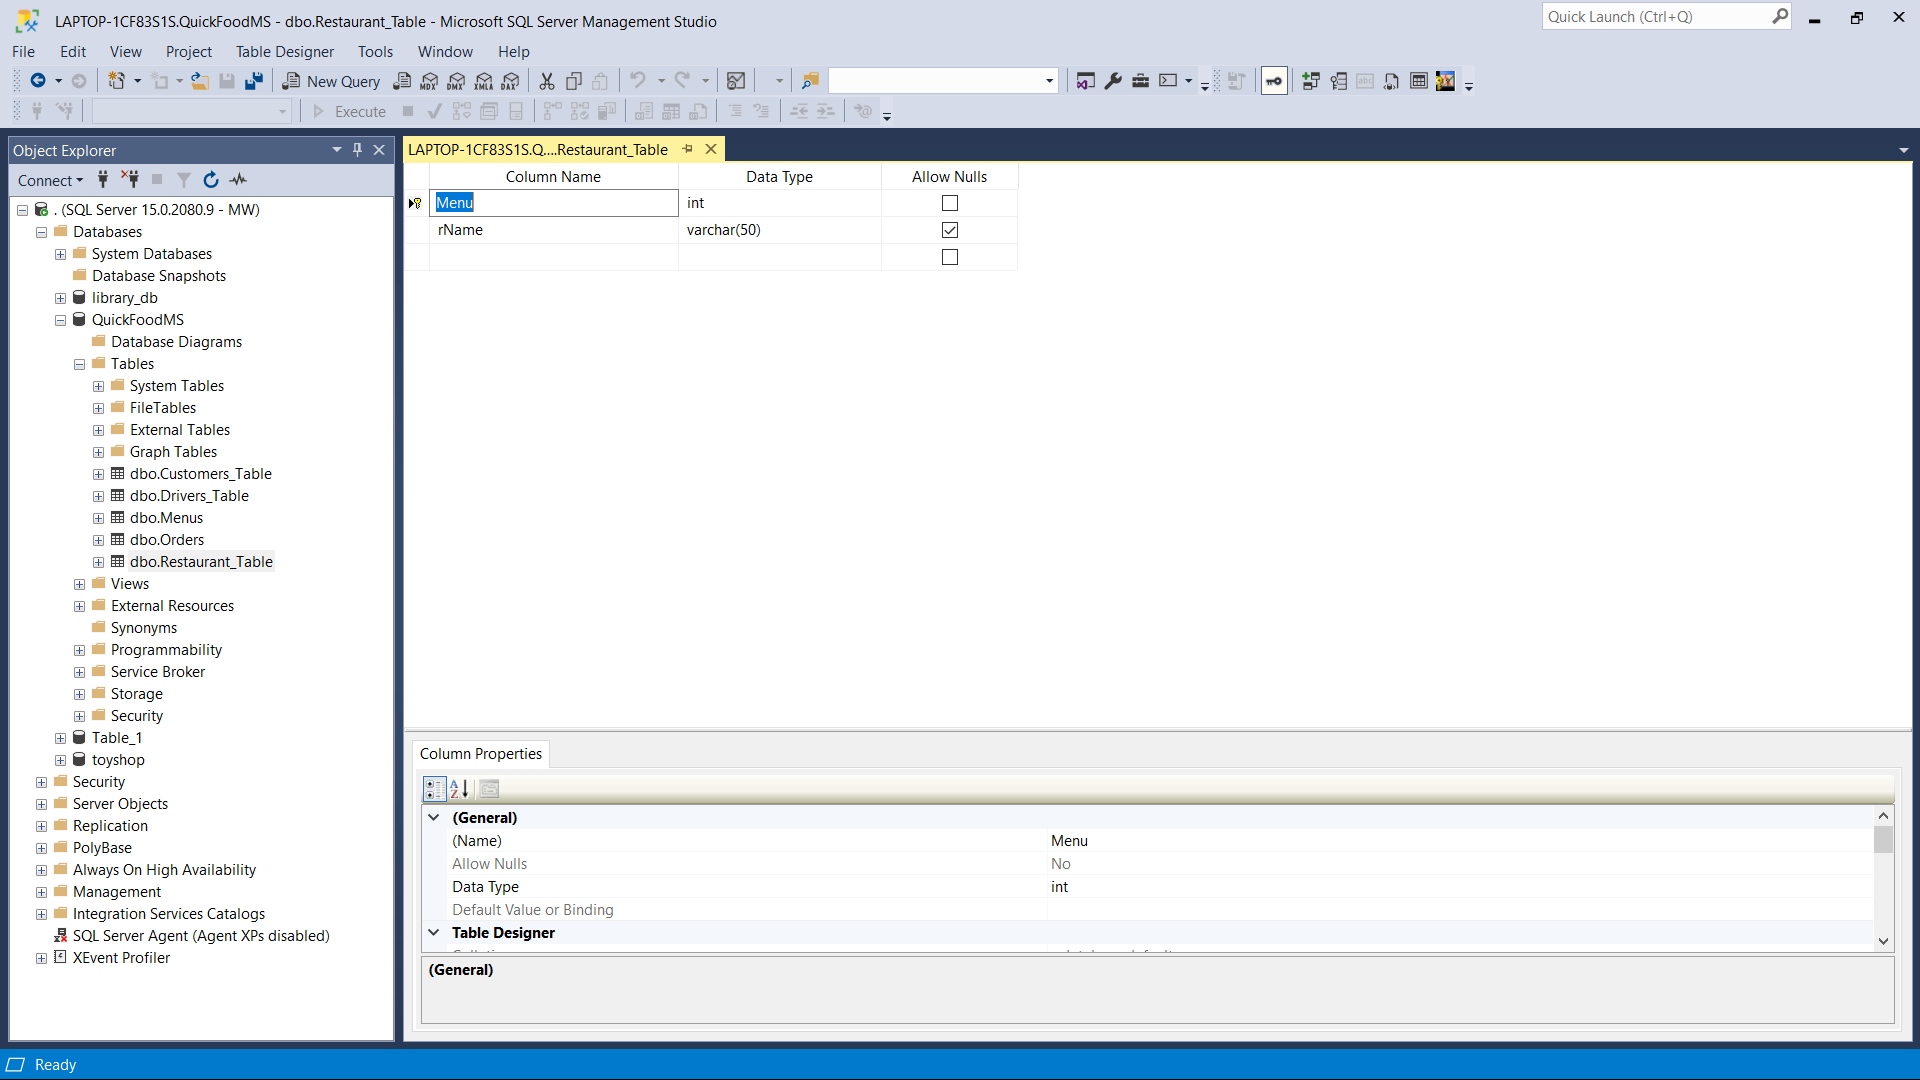 LAPTOP-1CF83S1S.QuickFoodMS - dbo.Restaurant_Table - Microsoft SQL Server Management Studio
Quick Launch (Ctrl+Q)
File Edit View Project Table Designer Tools Window Help
New Query MDX DMX XMLA DAX
Execute
Object Explorer
LAPTOP-1CF83S1S.Q....Restaurant_Table
Connect
Column Name Data Type Allow Nulls
Menu int
rName varchar(50)
. (SQL Server 15.0.2080.9 - MW)
Databases
System Databases
Database Snapshots
library_db
QuickFoodMS
Database Diagrams
Tables
System Tables
FileTables
External Tables
Graph Tables
dbo.Customers_Table
dbo.Drivers_Table
dbo.Menus
dbo.Orders
dbo.Restaurant_Table
Views
External Resources
Synonyms
Programmability
Service Broker
Storage
Security
Table_1
toyshop
Security
Server Objects
Replication
PolyBase
Always On High Availability
Management
Integration Services Catalogs
SQL Server Agent (Agent XPs disabled)
XEvent Profiler
Column Properties
(General)
(Name) Menu
Allow Nulls No
Data Type int
Default Value or Binding
Table Designer
(General)
Ready